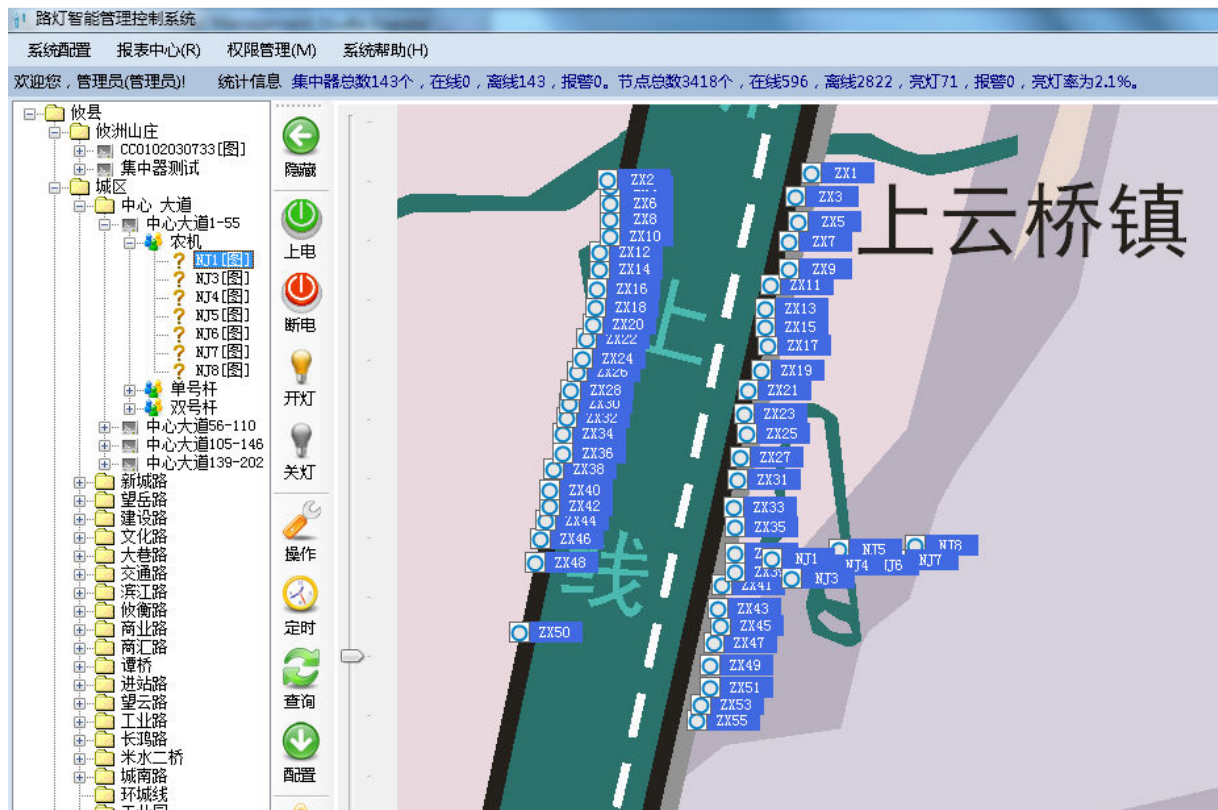 路灯智能管理控制系统
系统配置 报表中心(R) 权限管理(M) 系统帮助(H)
欢迎您，管理员(管理员)! 统计信息 集中器总数143个，在线0，离线143，报警0。节点总数3418个，在线596，离线2822，亮灯71，报警0，亮灯率为2.1%。
攸县
攸洲山庄
CC0102030733[图]
集中器测试
城区
中心 大道
中心大道1-55
农机
NJ1[图]
NJ3[图]
NJ4[图]
NJ5[图]
NJ6[图]
NJ7[图]
NJ8[图]
单号杆
双号杆
中心大道56-110
中心大道105-146
中心大道139-202
新城路
望岳路
建设路
文化路
大巷路
交通路
滨江路
攸衡路
商业路
商汇路
谭桥
进站路
望云路
工业路
长鸿路
米水二桥
城南路
环城线
隐藏
上电
断电
开灯
关灯
操作
定时
查询
配置
上云桥镇
上
线
ZX2
ZX6
ZX8
ZX10
ZX12
ZX14
ZX16
ZX18
ZX20
ZX22
ZX24
ZX26
ZX28
ZX30
ZX32
ZX34
ZX36
ZX38
ZX40
ZX42
ZX44
ZX46
ZX48
ZX50
ZX1
ZX3
ZX5
ZX7
ZX9
ZX11
ZX13
ZX15
ZX17
ZX19
ZX21
ZX23
ZX25
ZX27
ZX31
ZX33
ZX35
ZX39
ZX41
ZX43
ZX45
ZX47
ZX49
ZX51
ZX53
ZX55
NJ1
NJ3
NJ4
NJ5
NJ7
NJ8